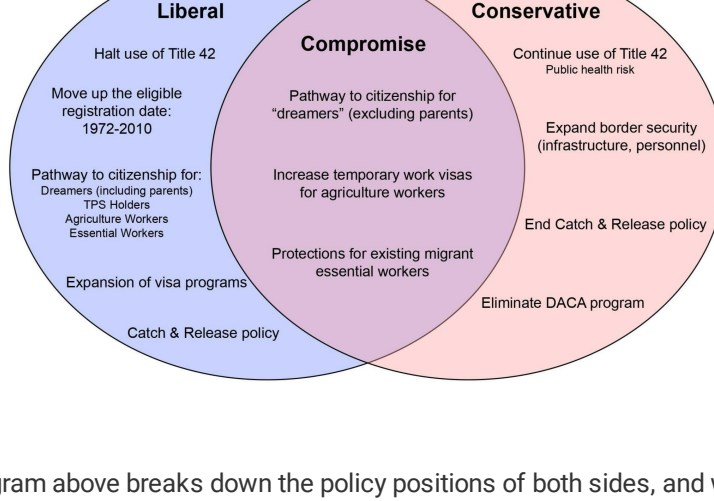 Liberal
Halt use of Title 42
Move up the eligible
registration date:
1972-2010
Pathway to citizenship for:
Dreamers (including parents)
TPS Holders
Agriculture Workers
Essential Workers
Expansion of visa programs
Catch & Release policy
Compromise
Pathway to citizenship for
“dreamers” (excluding parents)
Increase temporary work visas
for agriculture workers
Protections for existing migrant
essential workers
Conservative
Continue use of Title 42
Public health risk
Expand border security
(infrastructure, personnel)
End Catch & Release policy
Eliminate DACA program
gram above breaks down the policy positions of both sides, and